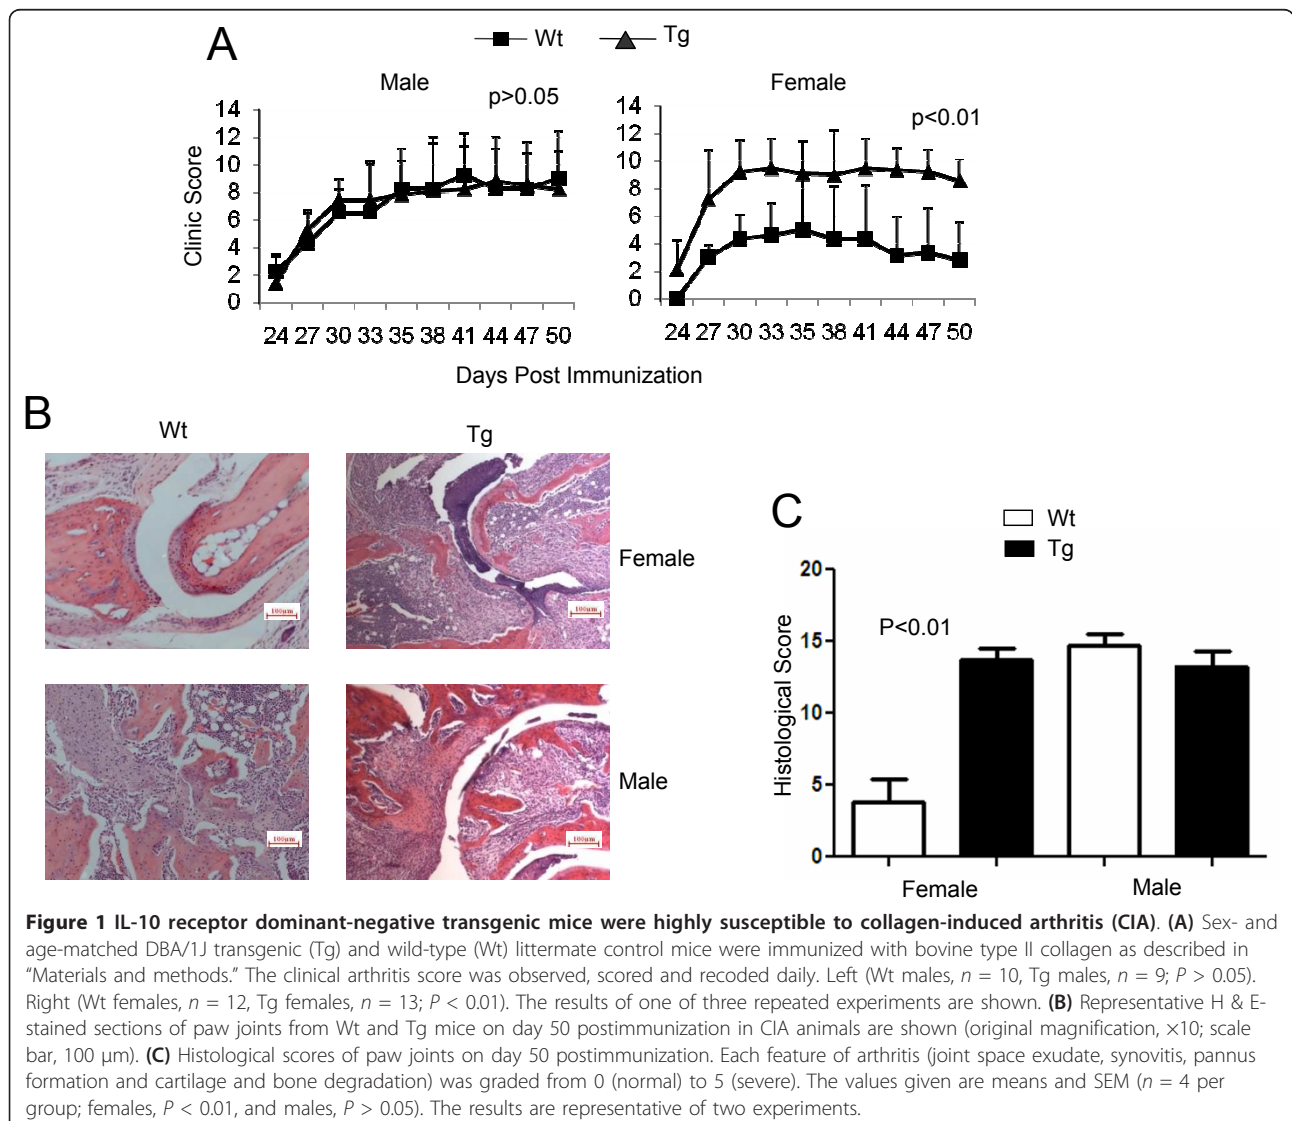 A
Wt Tg
Male
Female
p>0.05
p<0.01
14
12
10
8
6
4
2
0
Clinic Score
24 27 30 33 35 38 41 44 47 50
14
12
10
8
6
4
2
0
24 27 30 33 35 38 41 44 47 50
Days Post Immunization
B
Wt
Tg
100µm
100µm
Female
100µm
100µm
Male
C
Wt
Tg
20
15
10
5
0
Histological Score
P<0.01
Female
Male
Figure 1 IL-10 receptor dominant-negative transgenic mice were highly susceptible to collagen-induced arthritis (CIA). (A) Sex- and
age-matched DBA/1J transgenic (Tg) and wild-type (Wt) littermate control mice were immunized with bovine type II collagen as described in
“Materials and methods.” The clinical arthritis score was observed, scored and recoded daily. Left (Wt males, n = 10, Tg males, n = 9; P > 0.05).
Right (Wt females, n = 12, Tg females, n = 13; P < 0.01). The results of one of three repeated experiments are shown. (B) Representative H & E-
stained sections of paw joints from Wt and Tg mice on day 50 postimmunization in CIA animals are shown (original magnification, ×10; scale
bar, 100 μm). (C) Histological scores of paw joints on day 50 postimmunization. Each feature of arthritis (joint space exudate, synovitis, pannus
formation and cartilage and bone degradation) was graded from 0 (normal) to 5 (severe). The values given are means and SEM (n = 4 per
group; females, P < 0.01, and males, P > 0.05). The results are representative of two experiments.